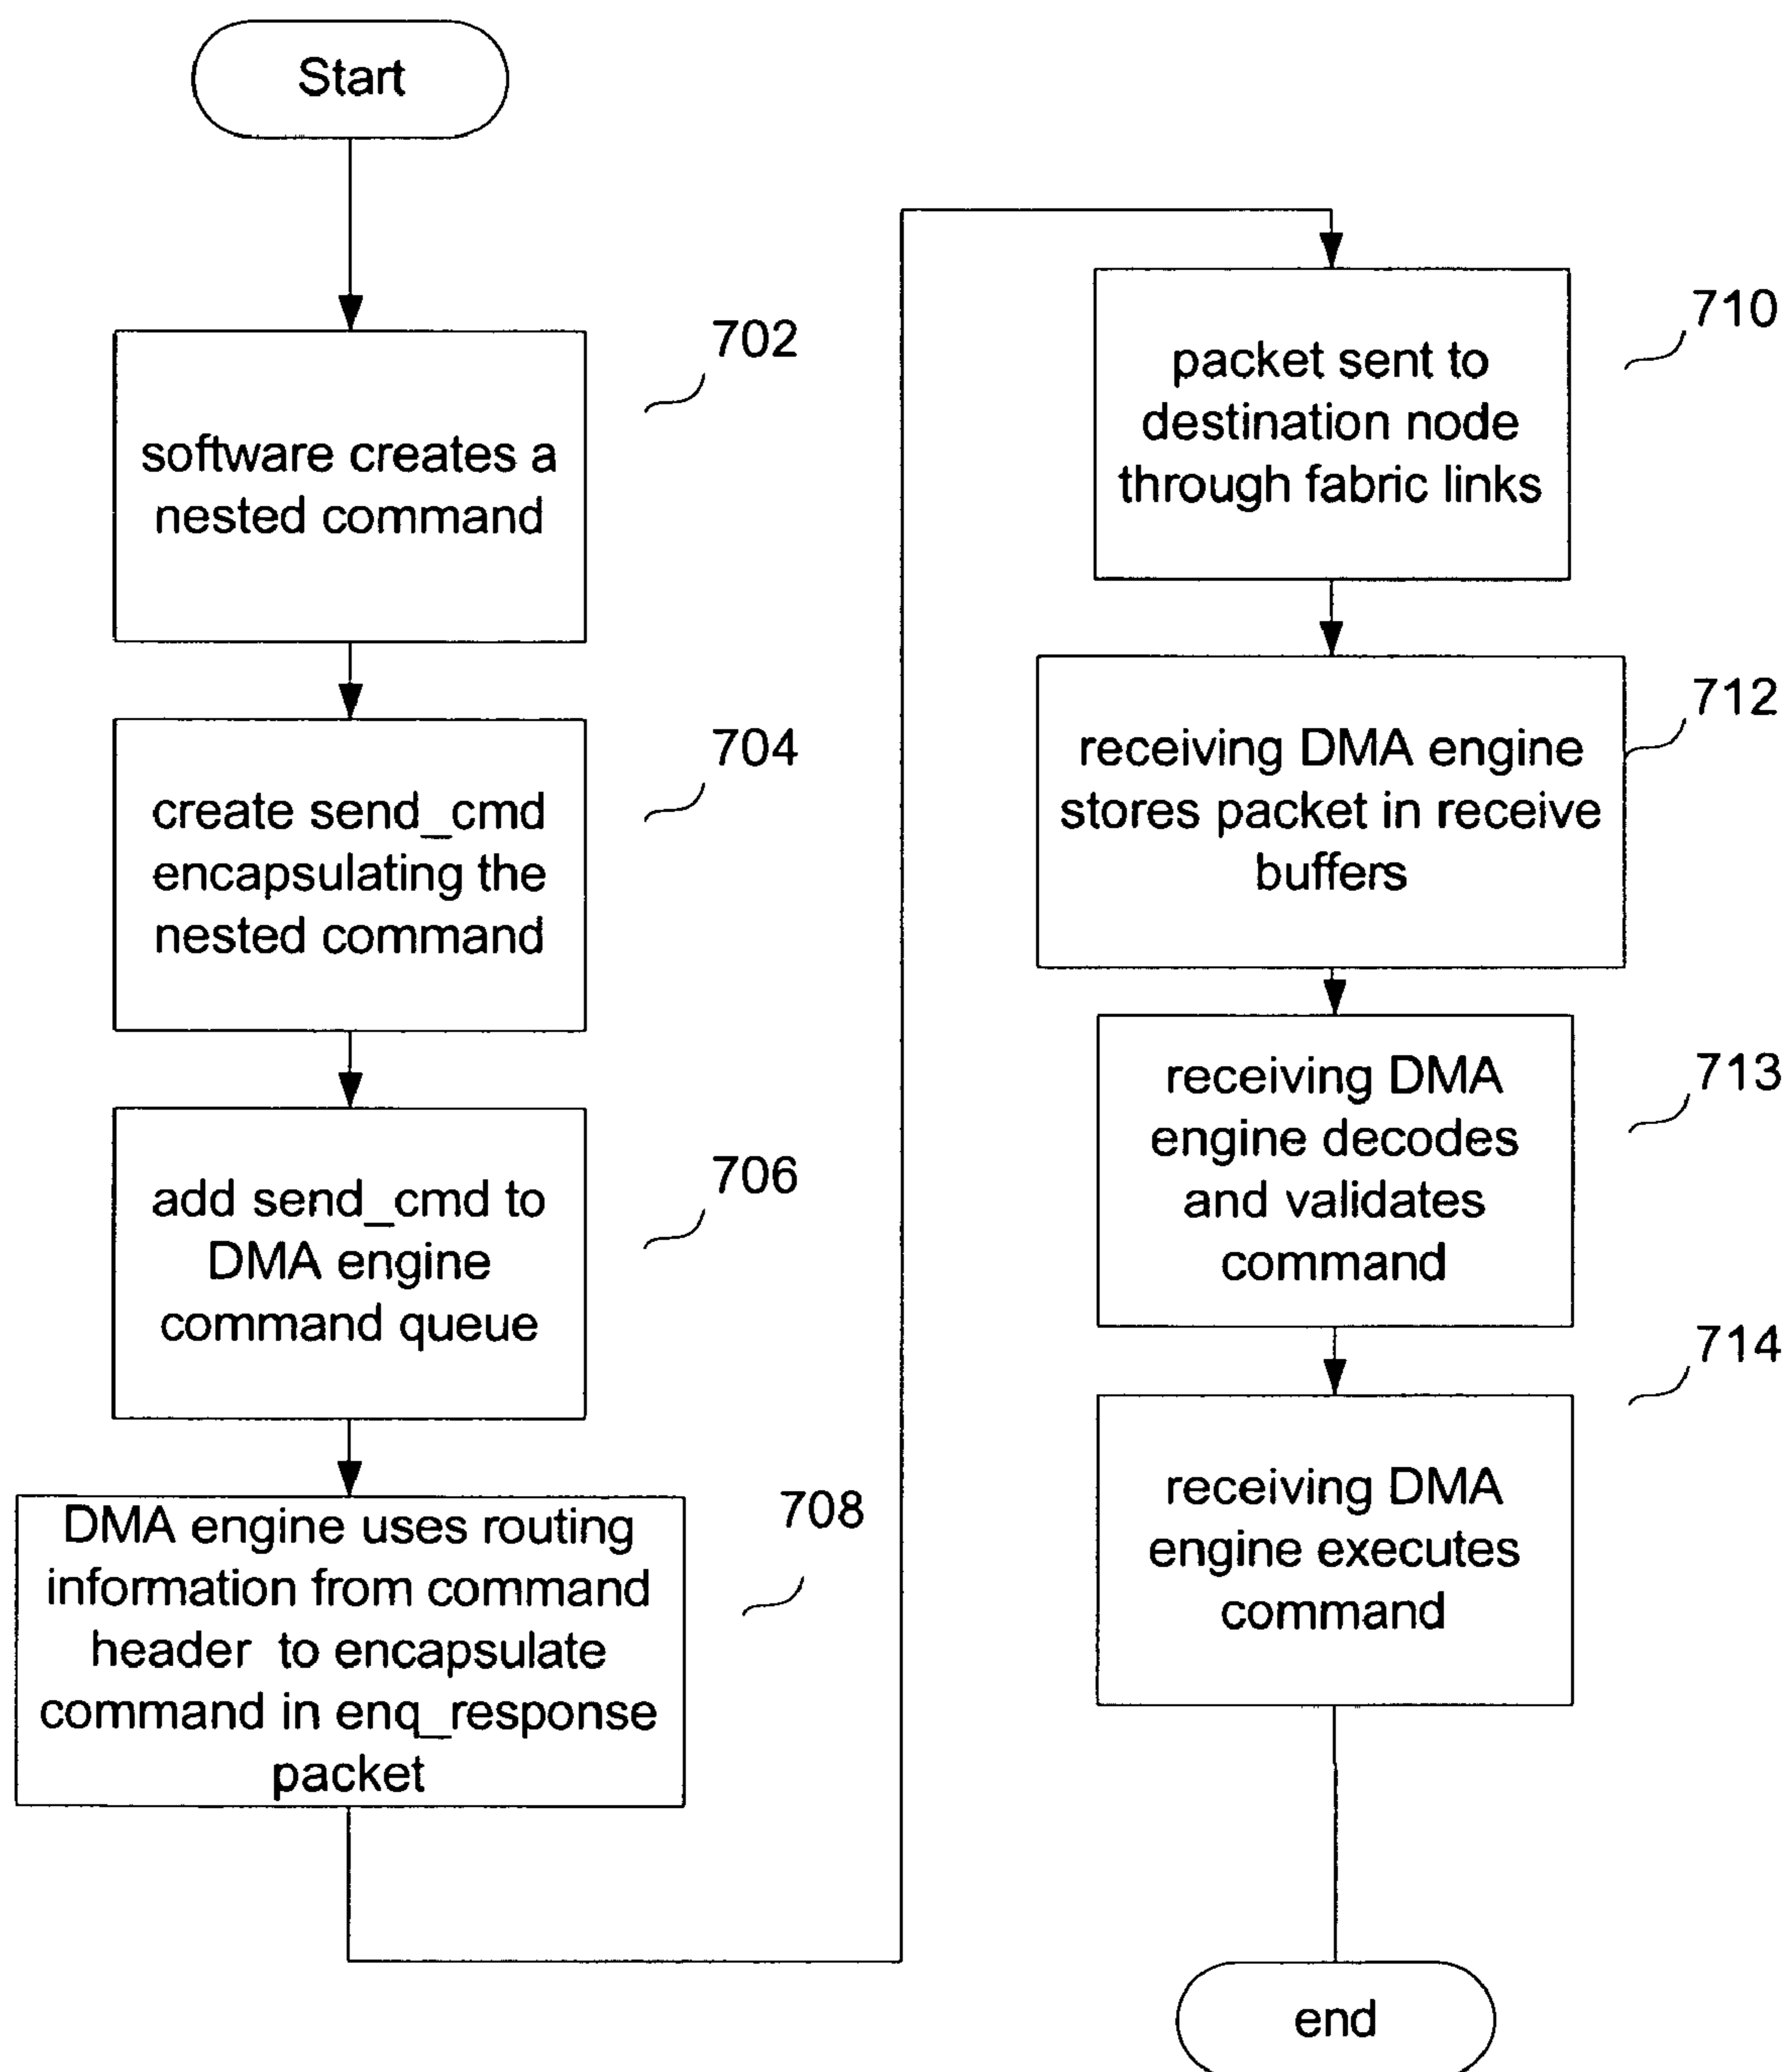 Start
702
software creates a
nested command
704
create send_cmd
encapsulating the
nested command
706
add send_cmd to
DMA engine
command queue
708
DMA engine uses routing
information from command
header to encapsulate
command in enq_response
packet
710
packet sent to
destination node
through fabric links
712
receiving DMA engine
stores packet in receive
buffers
713
receiving DMA
engine decodes
and validates
command
714
receiving DMA
engine executes
command
end